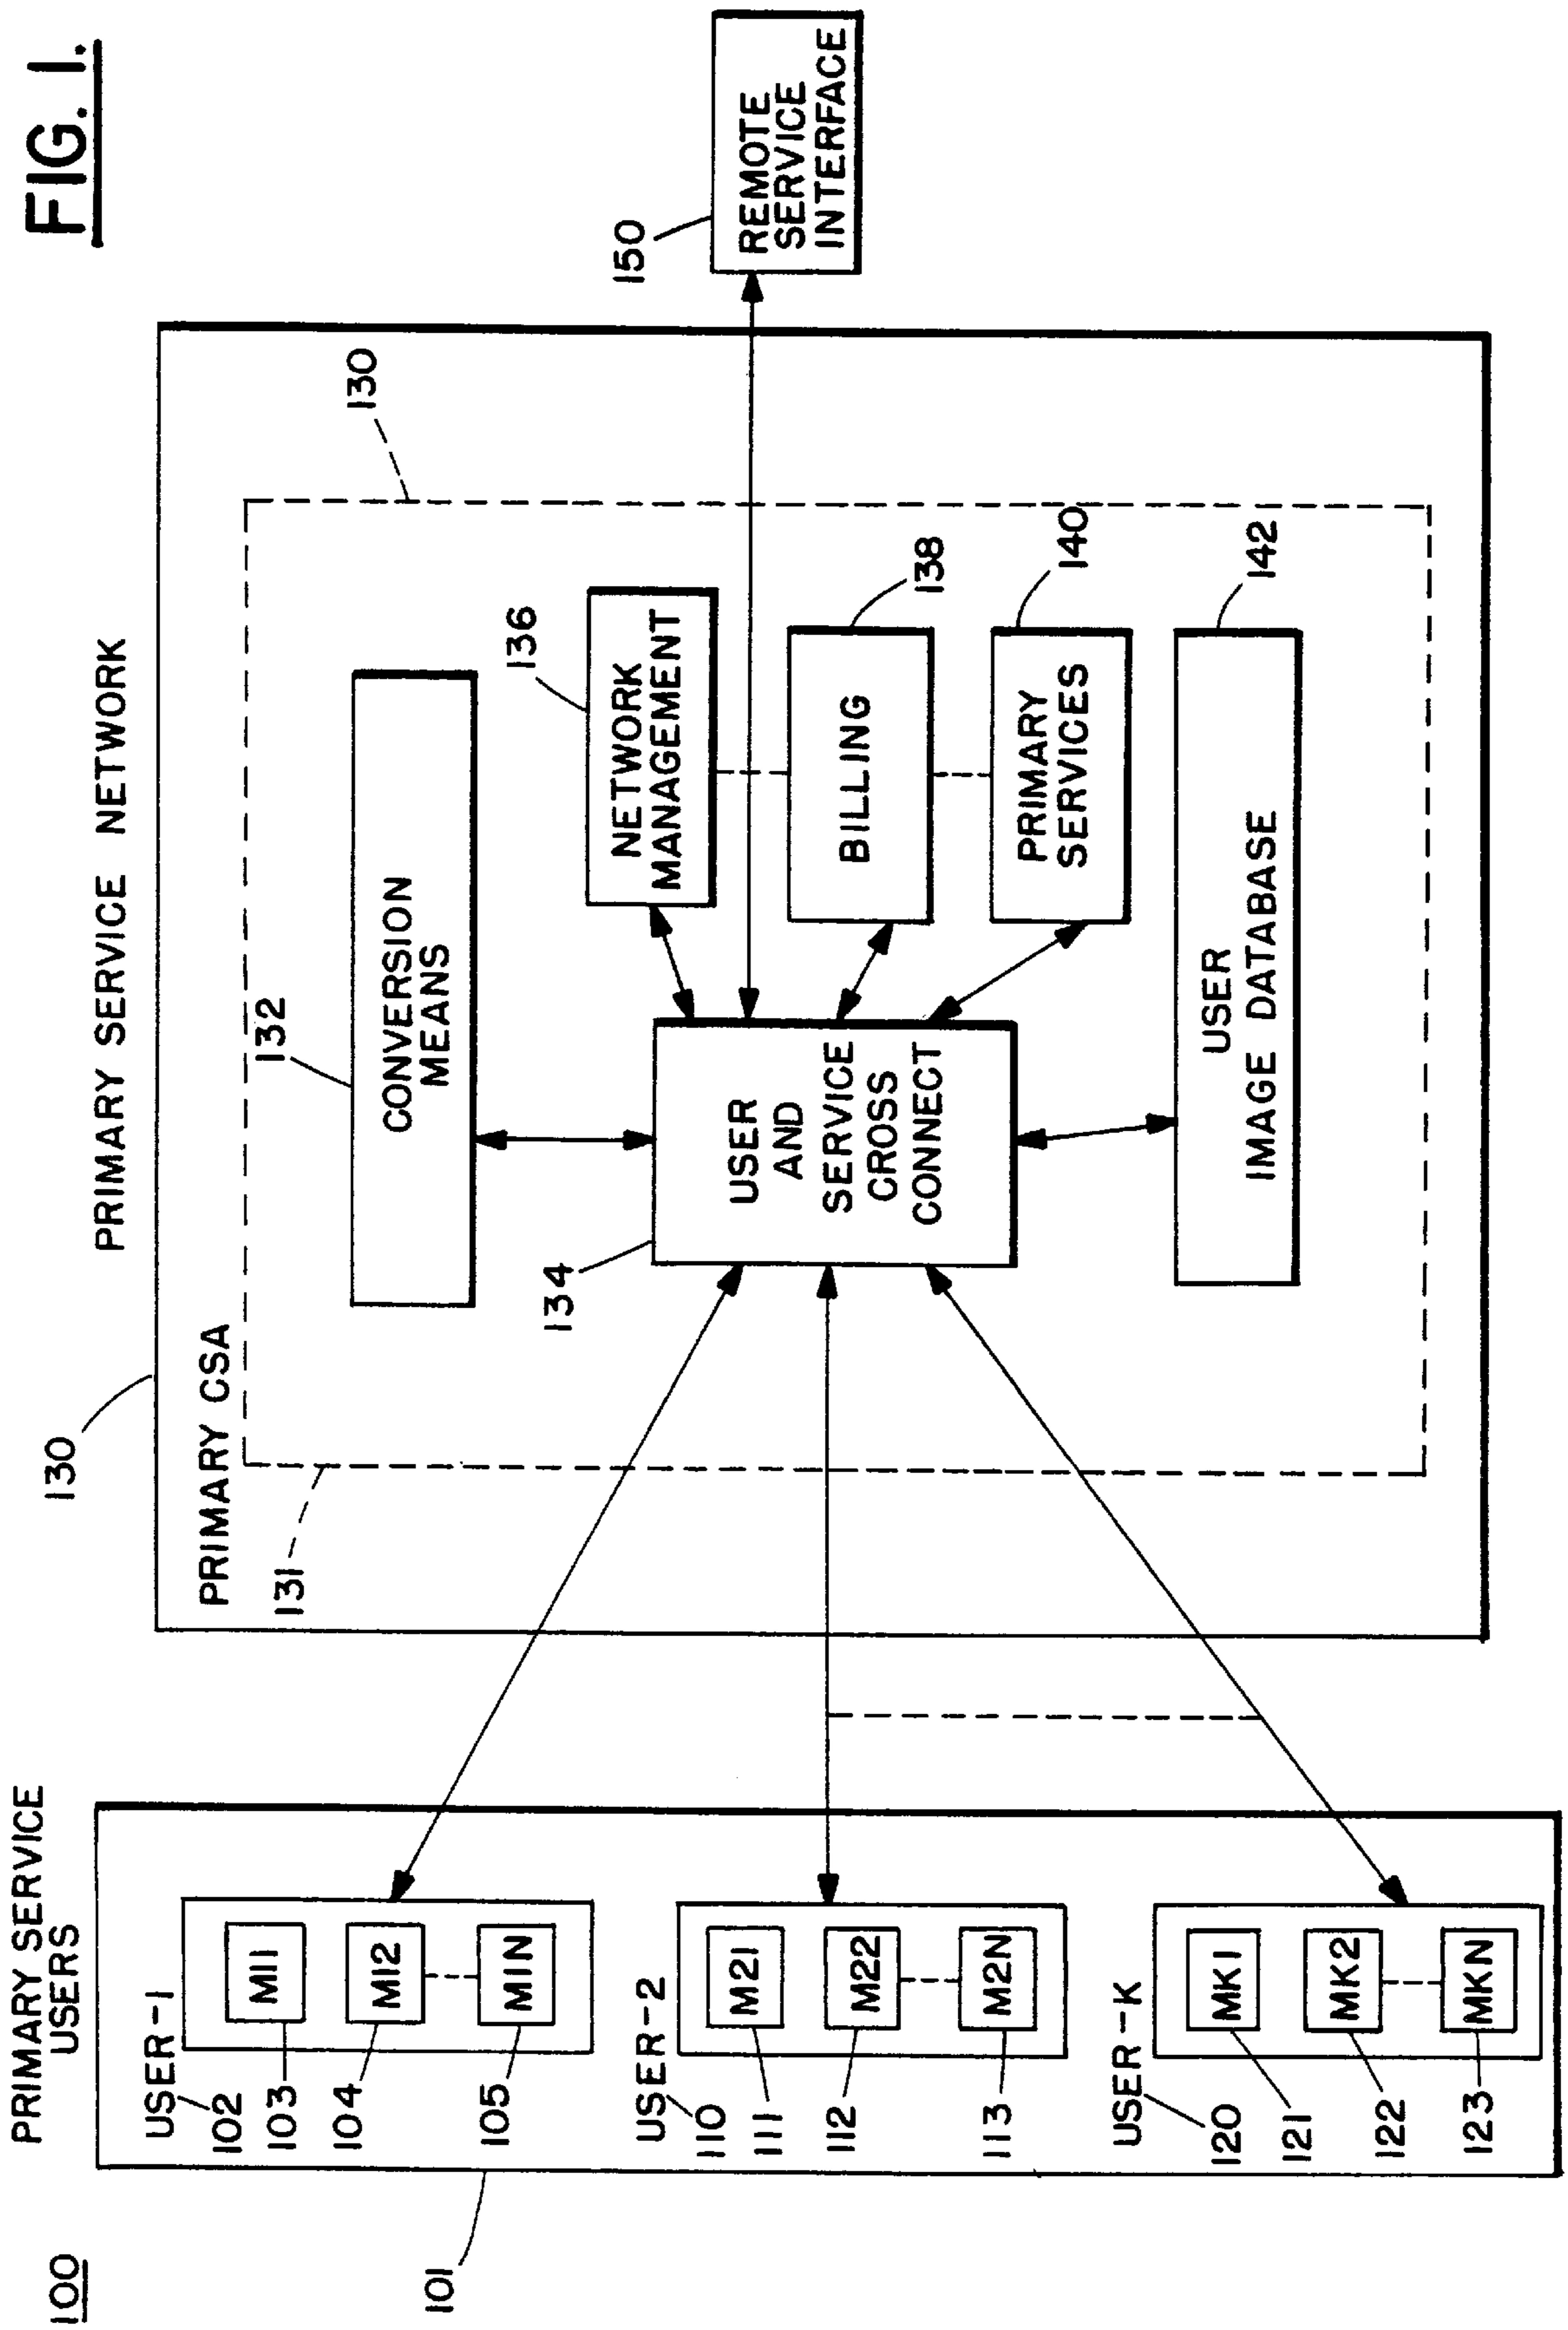 FIG. 1.
100
PRIMARY SERVICE
USERS
101
USER-1
102
M11
103
M12
104
M1N
105
USER-2
110
M21
111
M22
112
M2N
113
USER-K
120
MK1
121
MK2
122
MKN
123
PRIMARY SERVICE NETWORK
130
PRIMARY CSA
131
130
132
CONVERSION
MEANS
134
USER
AND
SERVICE
CROSS
CONNECT
136
NETWORK
MANAGEMENT
BILLING
138
PRIMARY
SERVICES
140
USER
IMAGE DATABASE
142
150
REMOTE
SERVICE
INTERFACE